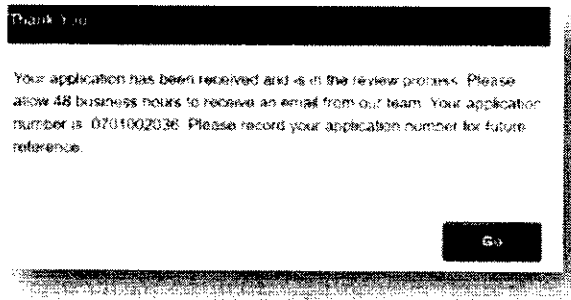 Thank You
Your application has been received and is in the review process. Please
allow 48 business hours to receive an email from our team. Your application
number is: 0701002036. Please record your application number for future
reference.
Go